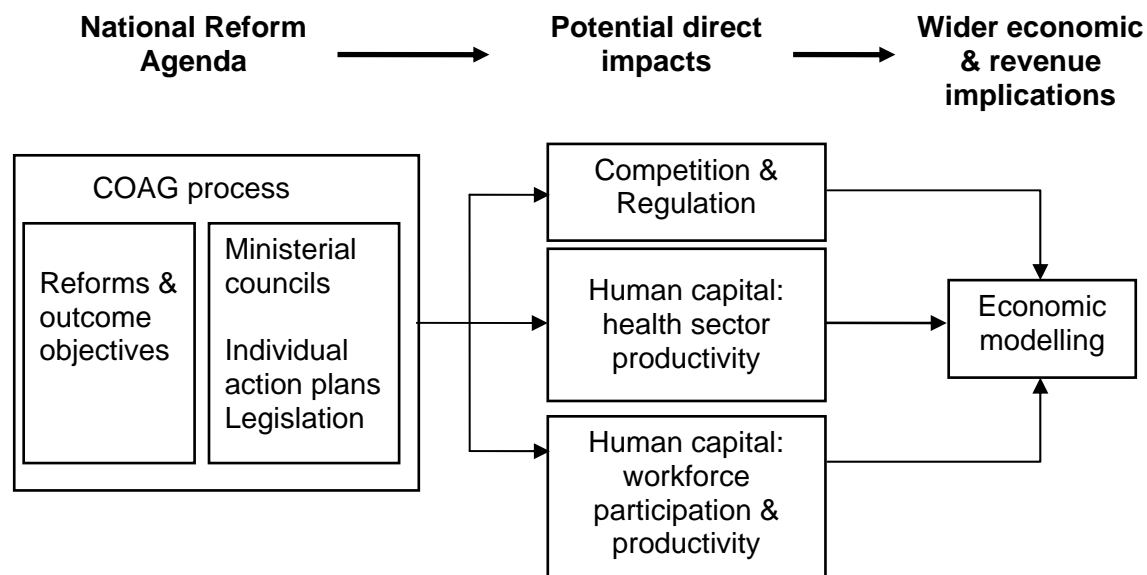 National Reform
Agenda
Potential direct
impacts
Wider economic
& revenue
implications
COAG process
Reforms &
outcome
objectives
Ministerial
councils
Individual
action plans
Legislation
Competition &
Regulation
Human capital:
health sector
productivity
Human capital:
workforce
participation &
productivity
Economic
modelling